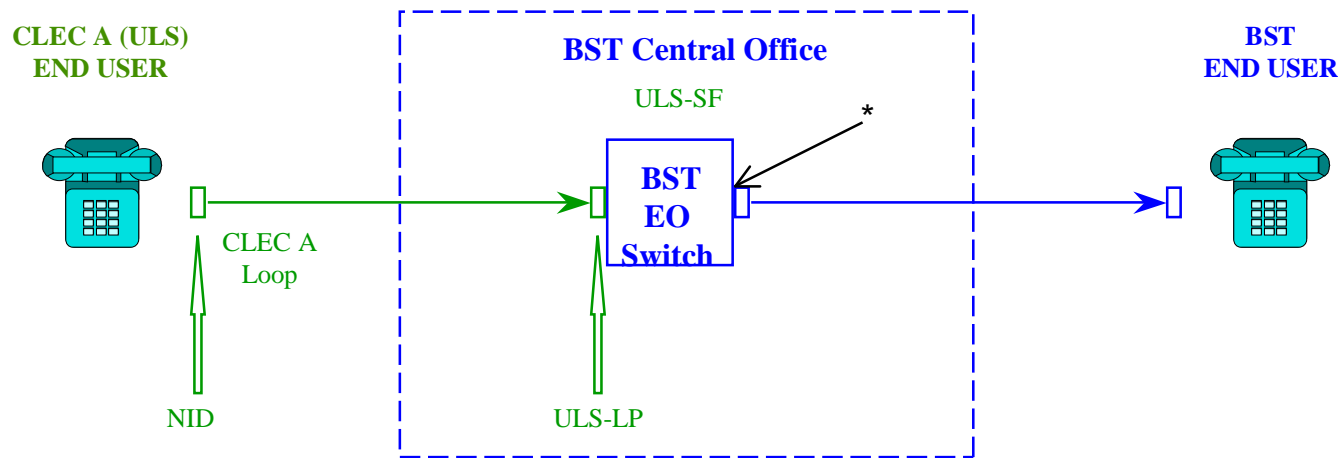 CLEC A (ULS)
END USER
BST Central Office
BST
END USER
ULS-SF
*
BST
EO
Switch
CLEC A
Loop
NID
ULS-LP